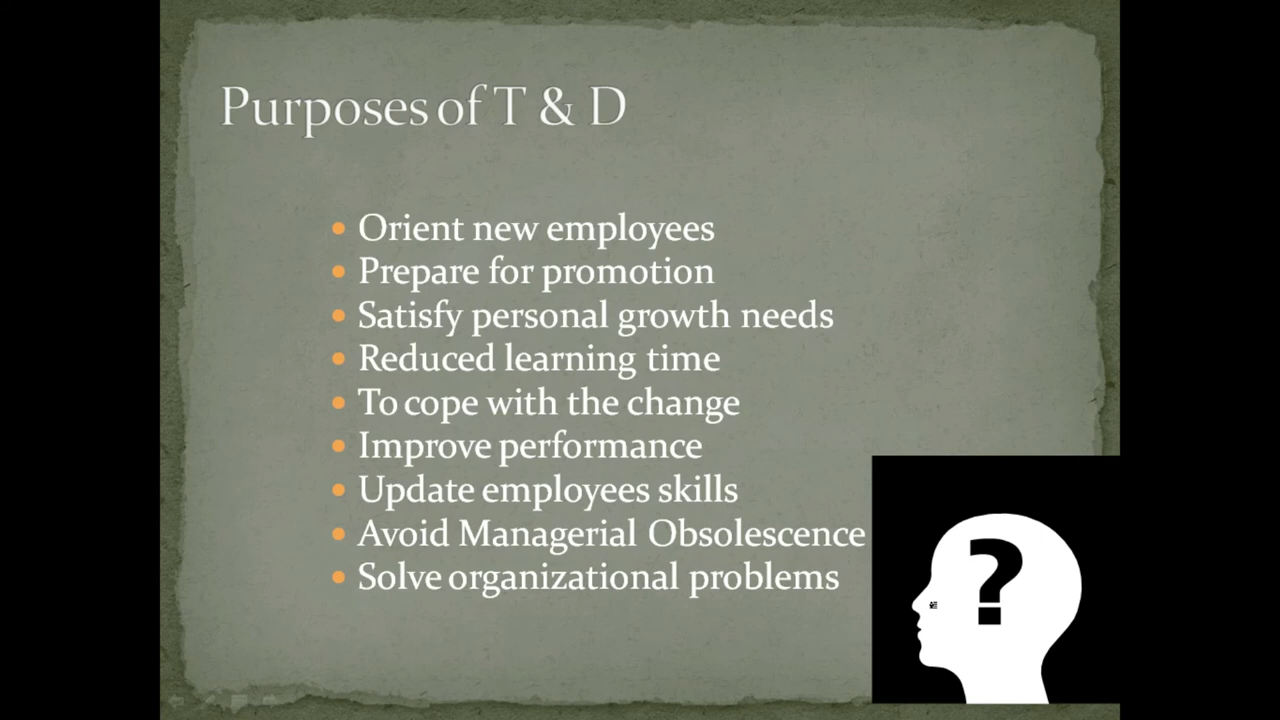 Purposes of T & D
• Orient new employees
• Prepare for promotion
• Satisfy personal growth needs
• Reduced learning time
• To cope with the change
• Improve performance
• Update employees skills
• Avoid Managerial Obsolescence
• Solve organizational problems
?